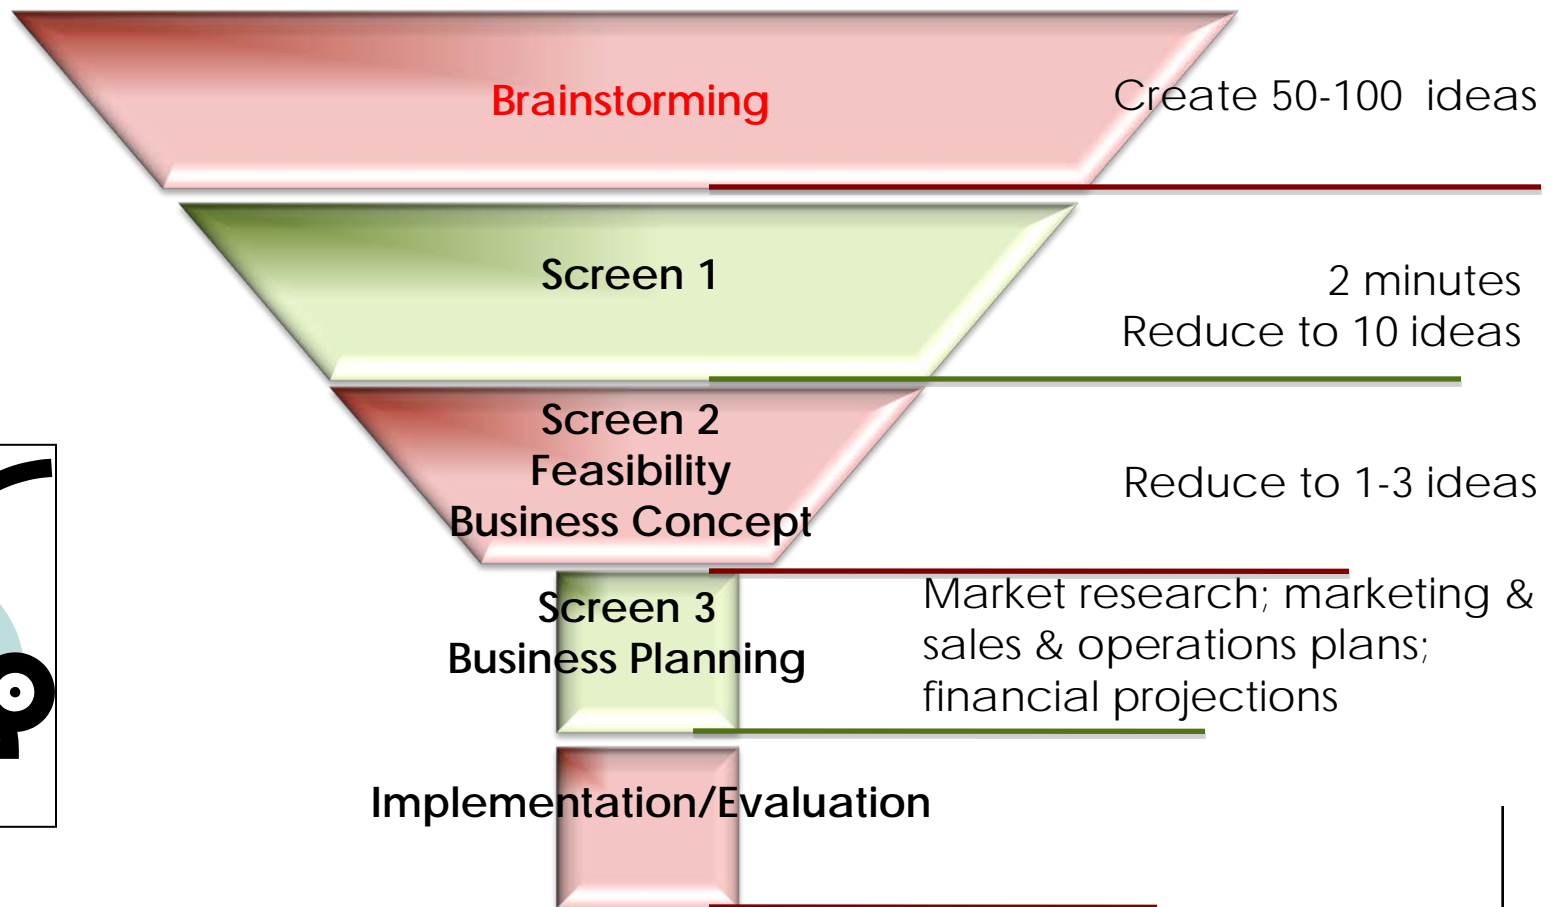 Brainstorming
Create 50-100 ideas
Screen 1
2 minutes
Reduce to 10 ideas
Screen 2
Feasibility
Business Concept
Reduce to 1-3 ideas
Screen 3
Business Planning
Market research; marketing &
sales & operations plans;
financial projections
Implementation/Evaluation